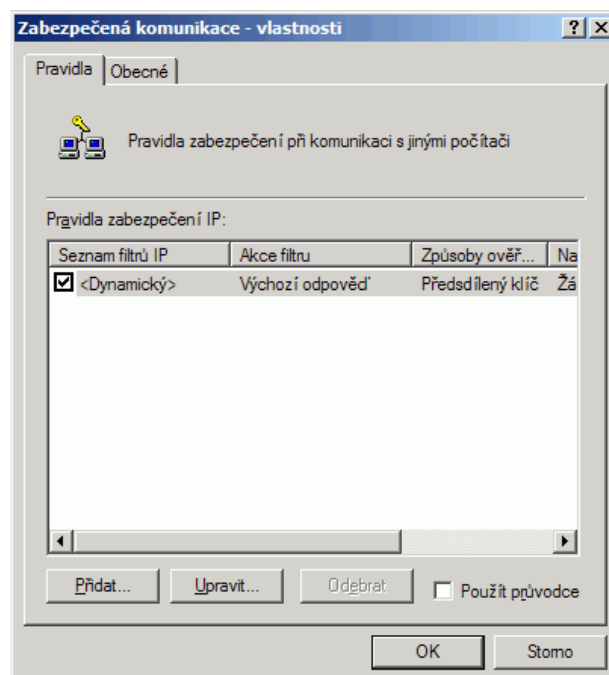 Zabezpečená komunikace - vlastnosti
Pravidla Obecné
Pravidla zabezpečení při komunikaci s jinými počítači
Pravidla zabezpečení IP:
Seznam filtrů IP Akce filtru Způsoby ověř... Na
<Dynamický> Výchozí odpověď Předsdílený klíč Žá
Přidat... Upravit... Odebrat Použít průvodce
OK Storno